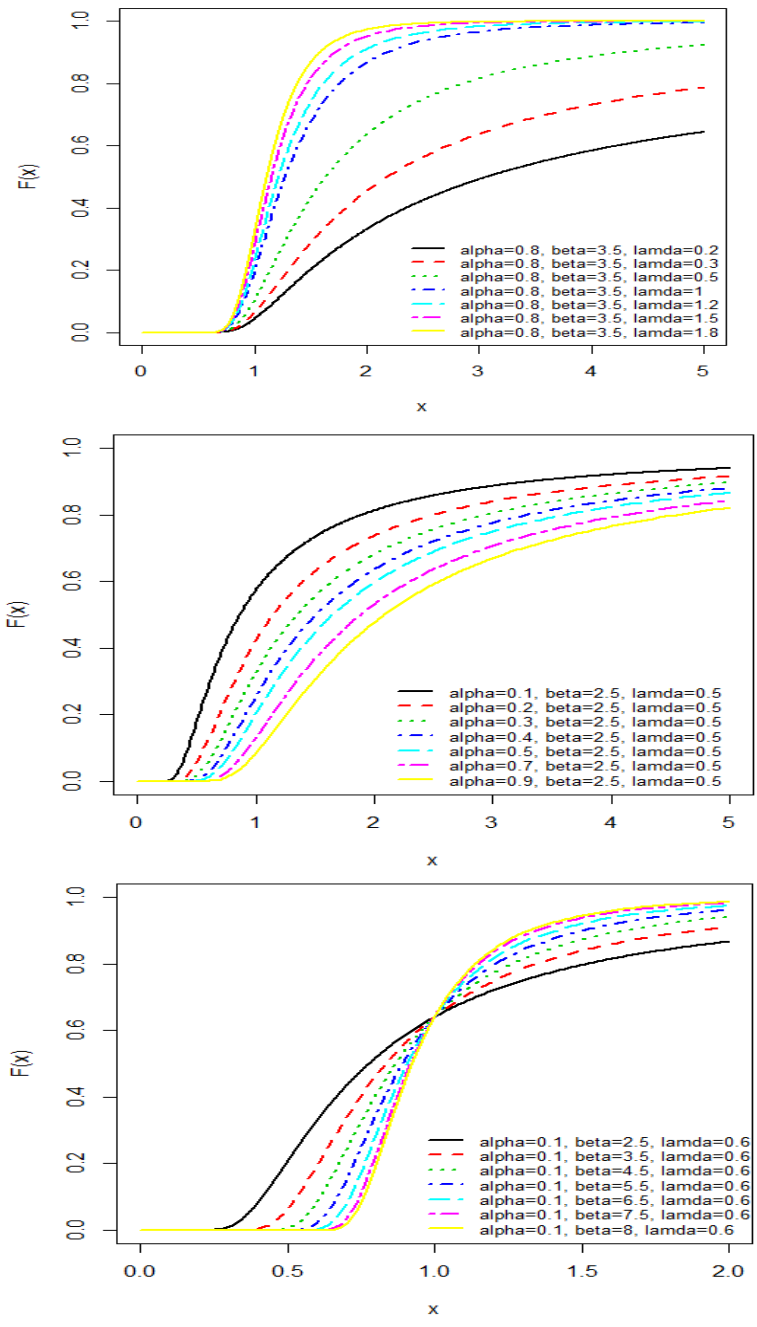 1.0
0.8
0.6
0.4
0.2
0.0
F(x)
alpha=0.8, beta=3.5, lamda=0.2
alpha=0.8, beta=3.5, lamda=0.3
alpha=0.8, beta=3.5, lamda=0.5
alpha=0.8, beta=3.5, lamda=1
alpha=0.8, beta=3.5, lamda=1.2
alpha=0.8, beta=3.5, lamda=1.5
alpha=0.8, beta=3.5, lamda=1.8
0 1 2 3 4 5
x
1.0
0.8
0.6
0.4
0.2
0.0
F(x)
alpha=0.1, beta=2.5, lamda=0.5
alpha=0.2, beta=2.5, lamda=0.5
alpha=0.3, beta=2.5, lamda=0.5
alpha=0.4, beta=2.5, lamda=0.5
alpha=0.5, beta=2.5, lamda=0.5
alpha=0.7, beta=2.5, lamda=0.5
alpha=0.9, beta=2.5, lamda=0.5
0 1 2 3 4 5
x
1.0
0.8
0.6
0.4
0.2
0.0
F(x)
alpha=0.1, beta=2.5, lamda=0.6
alpha=0.1, beta=3.5, lamda=0.6
alpha=0.1, beta=4.5, lamda=0.6
alpha=0.1, beta=5.5, lamda=0.6
alpha=0.1, beta=6.5, lamda=0.6
alpha=0.1, beta=7.5, lamda=0.6
alpha=0.1, beta=8, lamda=0.6
0.0 0.5 1.0 1.5 2.0
x